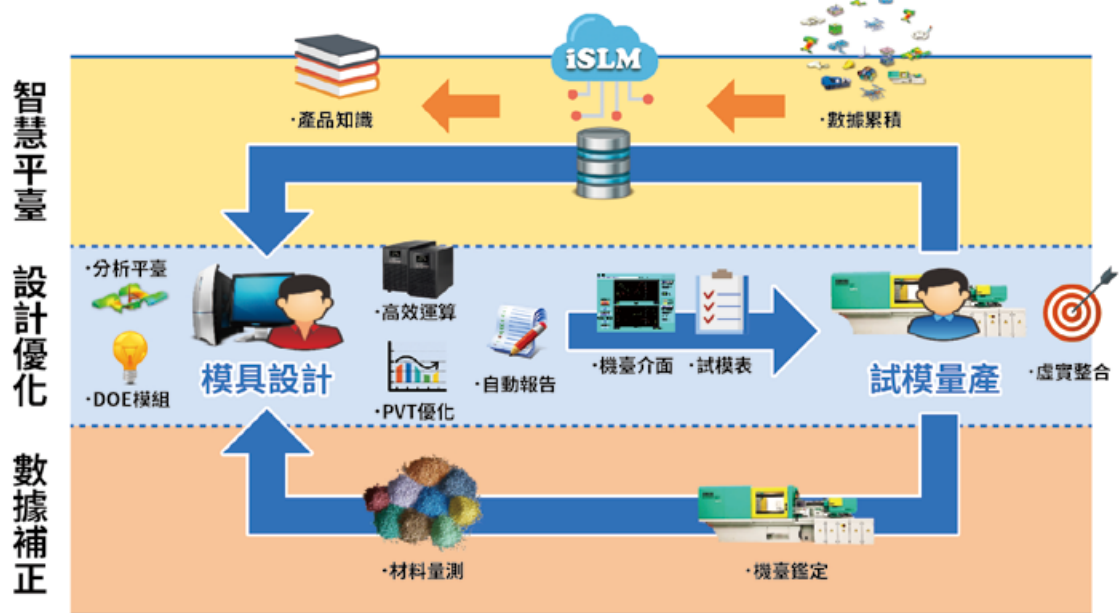 智慧平臺
iSLM
·產品知識
·數據累積
設計優化
·分析平臺
·DOE模組
模具設計
·高效運算
·PVT優化
·自動報告
·機臺介面
·試模表
試模量產
·虛實整合
數據補正
·材料量測
·機臺鑑定